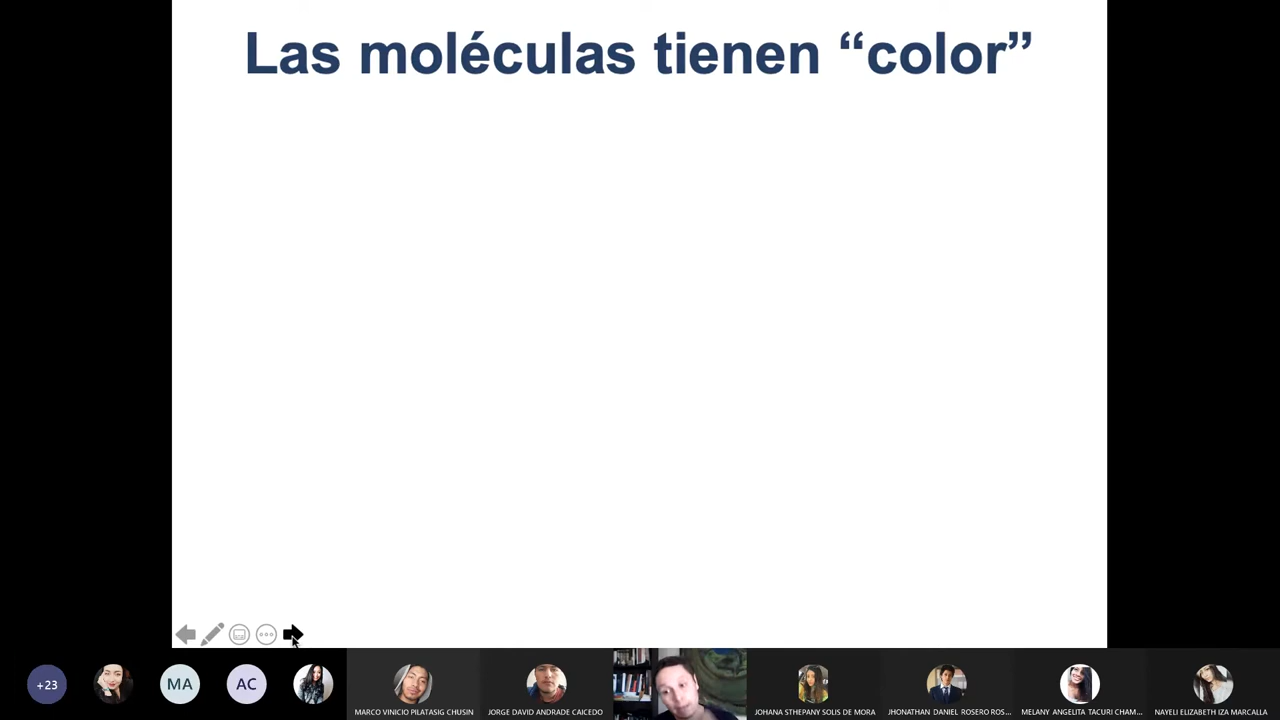 Las moléculas tienen “color”
+23
MA
AC
MARCO VINICIO PILATASIG CHUSIN
JORGE DAVID ANDRADE CAICEDO
JOHANA STHEPANY SOLIS DE MORA
JHONATHAN DANIEL ROSERO ROS...
MELANY ANGELITA TACURI CHAM...
NAYELI ELIZABETH IZA MARCALLA